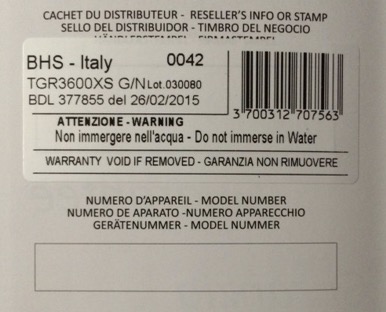 CACHET DU DISTRIBUTEUR - RESELLER'S INFO OR STAMP
SELLO DEL DISTRIBUIDOR - TIMBRO DEL NEGOCIO
BHS - Italy 0042
TGR3600XS G/N Lot.030080
BDL 377855 del 26/02/2015
3 700312 707563
ATTENZIONE - WARNING
Non immergere nell'acqua - Do not immerse in Water
WARRANTY VOID IF REMOVED - GARANZIA NON RIMUOVERE
NUMERO D'APPAREIL - MODEL NUMBER
NUMERO DE APARATO -NUMERO APPARECCHIO
GERÄTENUMMER - MODEL NUMMER